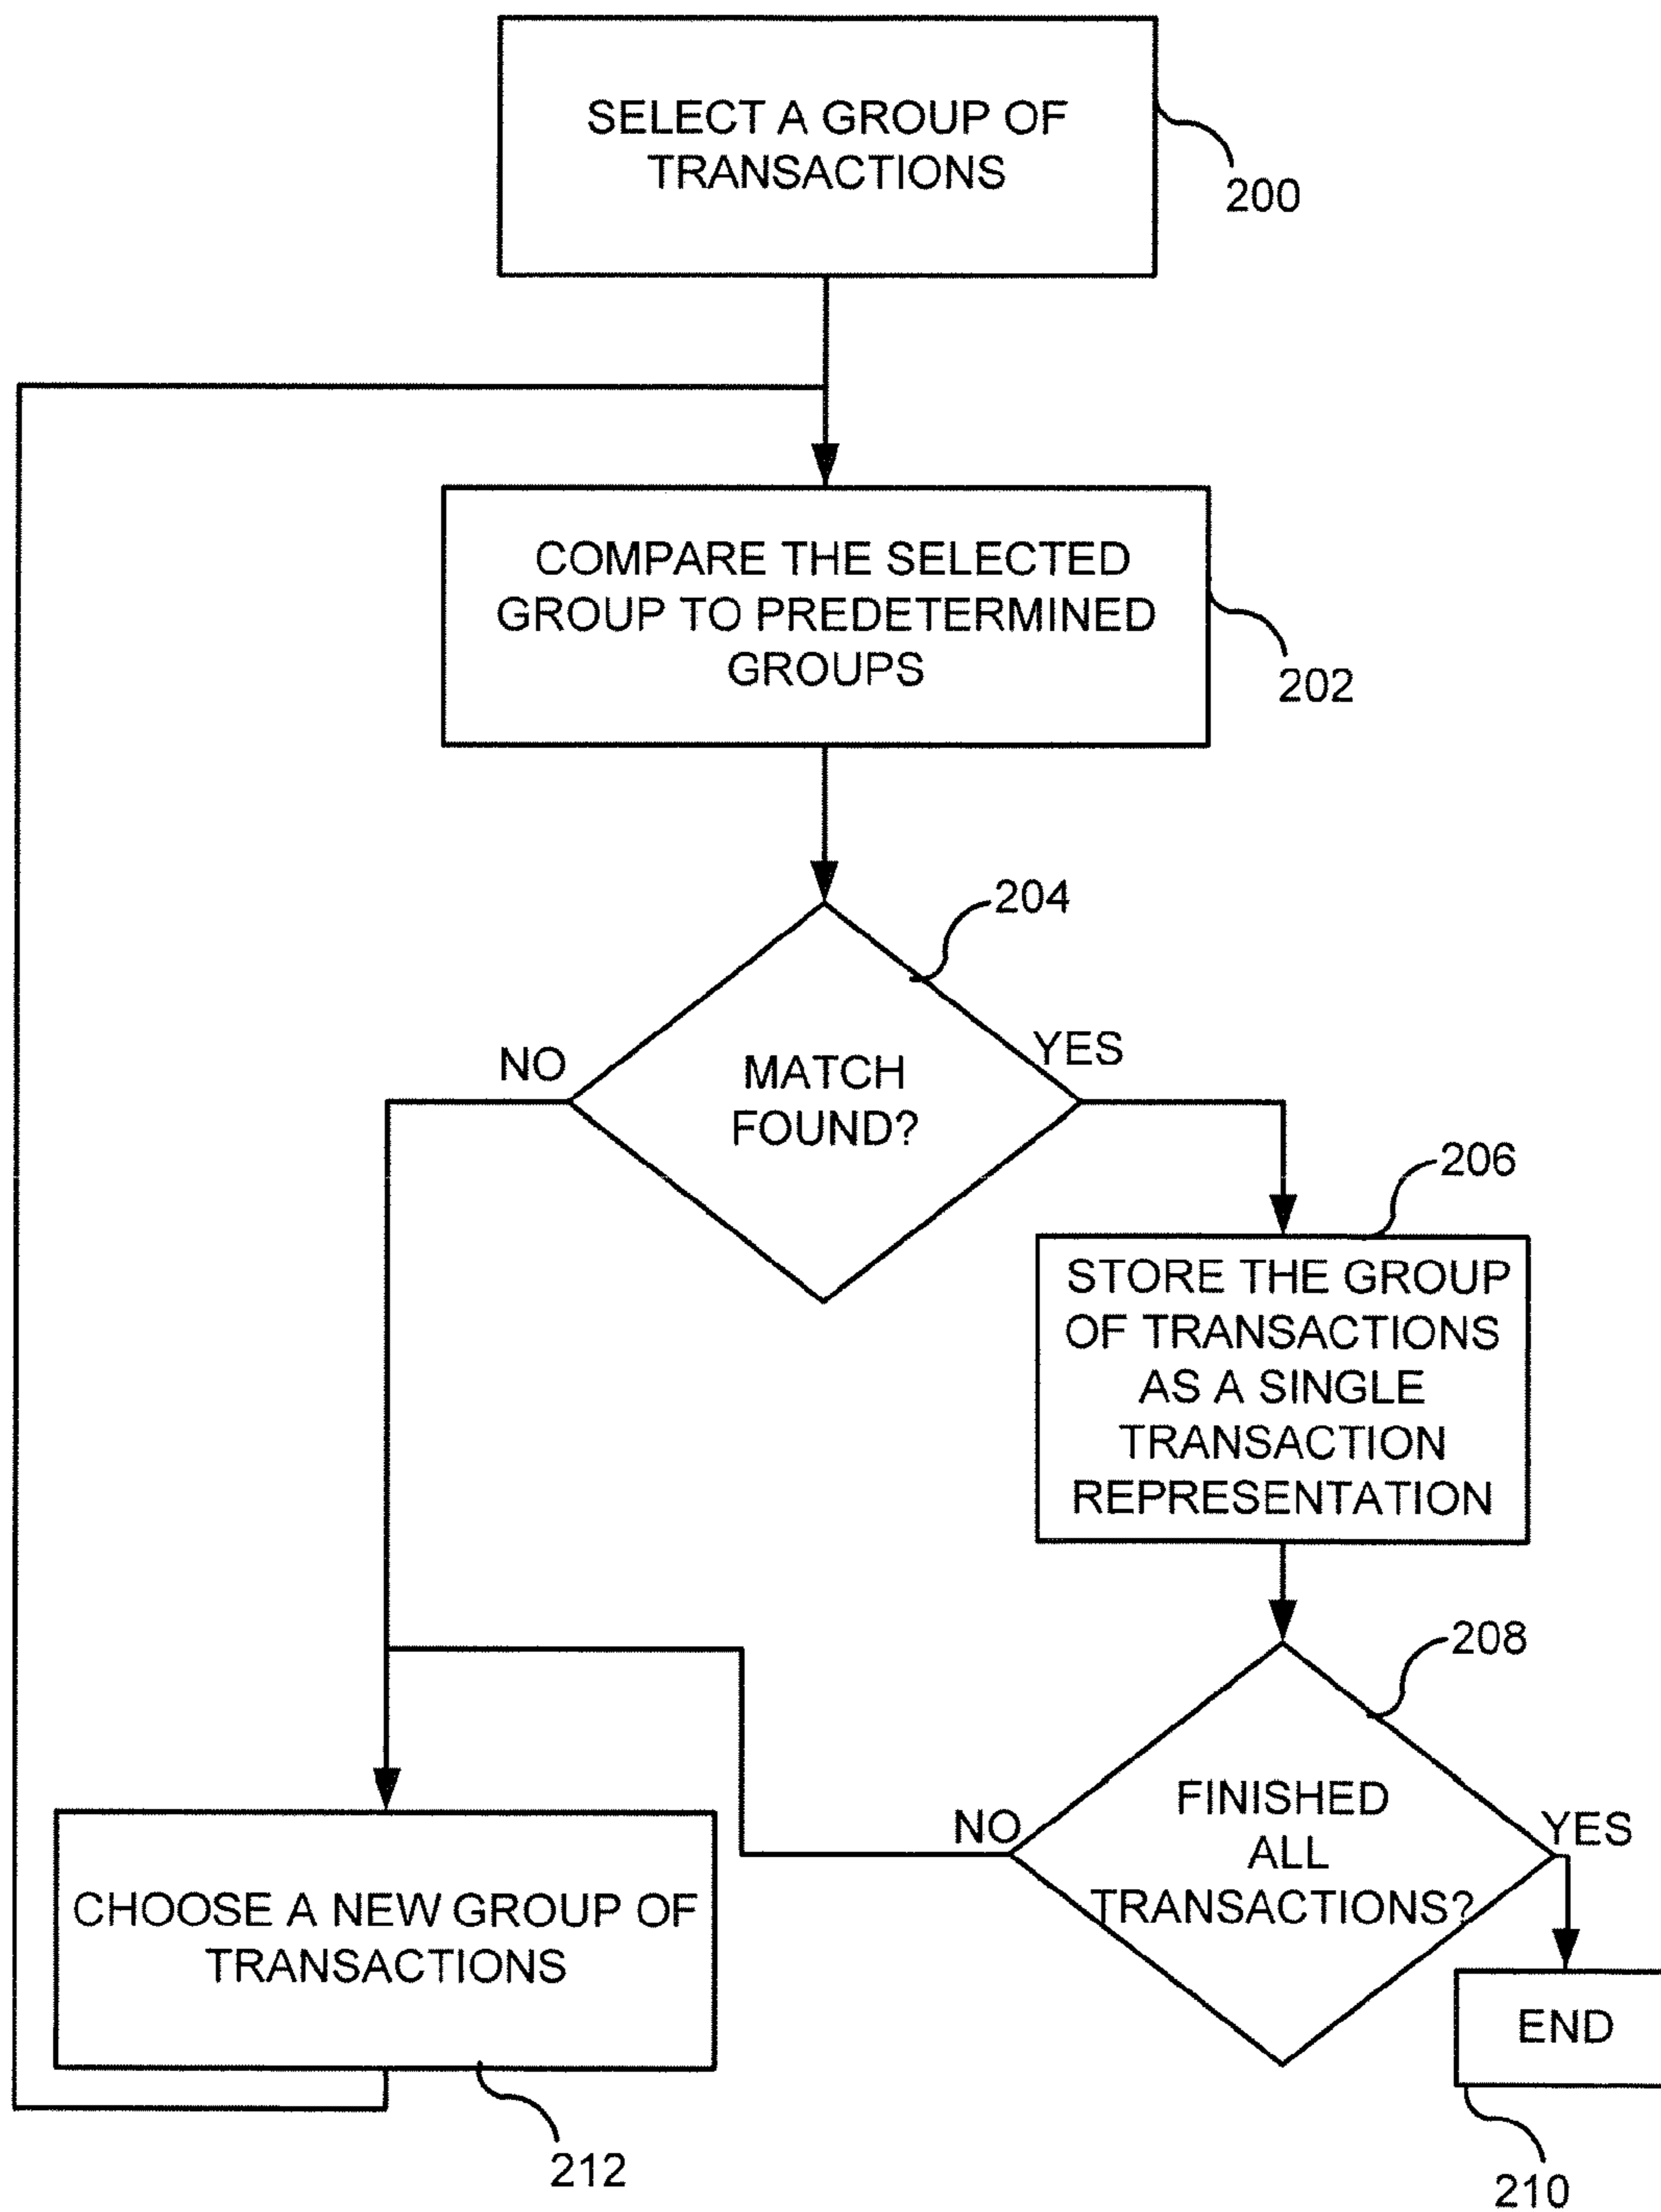 SELECT A GROUP OF
TRANSACTIONS
200
COMPARE THE SELECTED
GROUP TO PREDETERMINED
GROUPS
202
204
NO
YES
MATCH
FOUND?
206
STORE THE GROUP
OF TRANSACTIONS
AS A SINGLE
TRANSACTION
REPRESENTATION
208
NO
FINISHED
ALL
TRANSACTIONS?
YES
CHOOSE A NEW GROUP OF
TRANSACTIONS
END
212
210